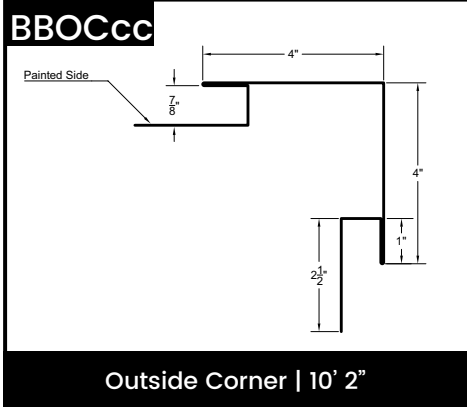 BBOCcc
4"
Painted Side
7/8"
4"
1"
2 1/2"
Outside Corner | 10’ 2”